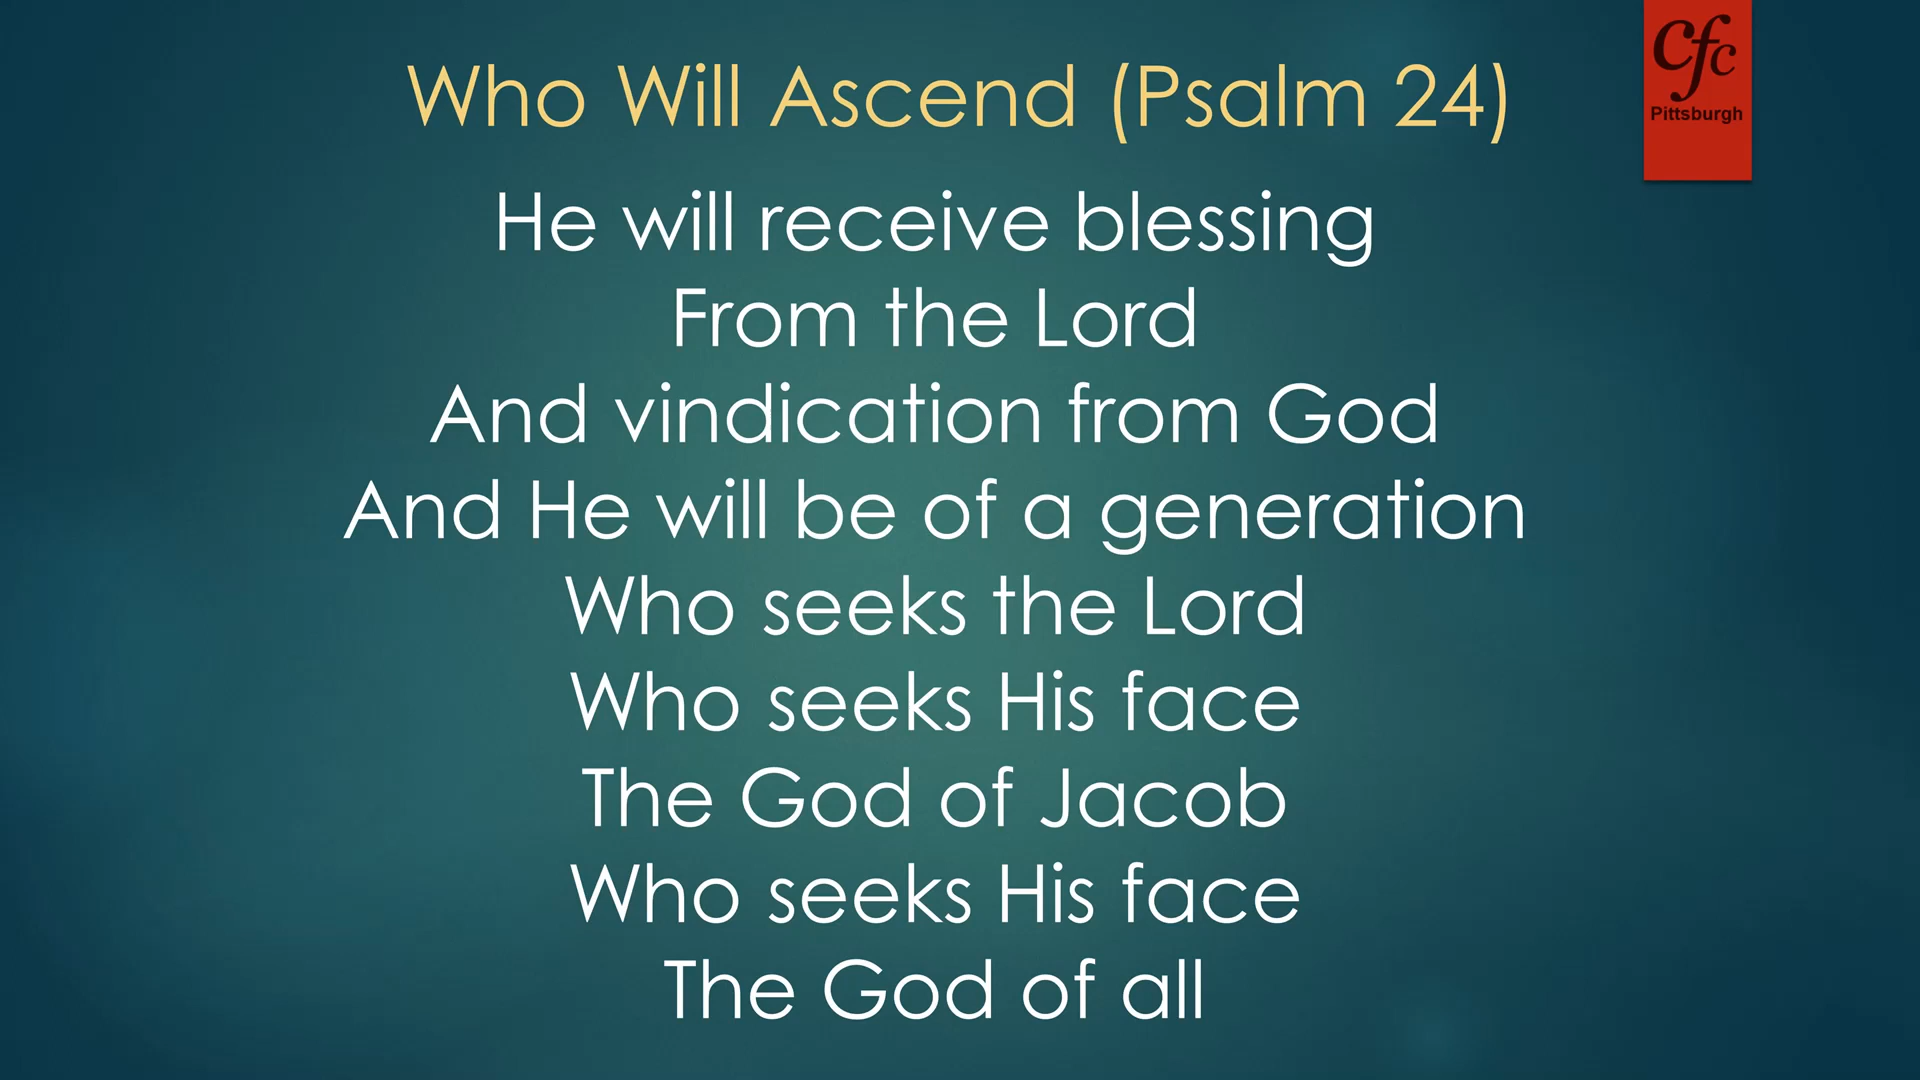 Who Will Ascend (Psalm 24)
cfc
Pittsburgh
He will receive blessing
From the Lord
And vindication from God
And He will be of a generation
Who seeks the Lord
Who seeks His face
The God of Jacob
Who seeks His face
The God of all